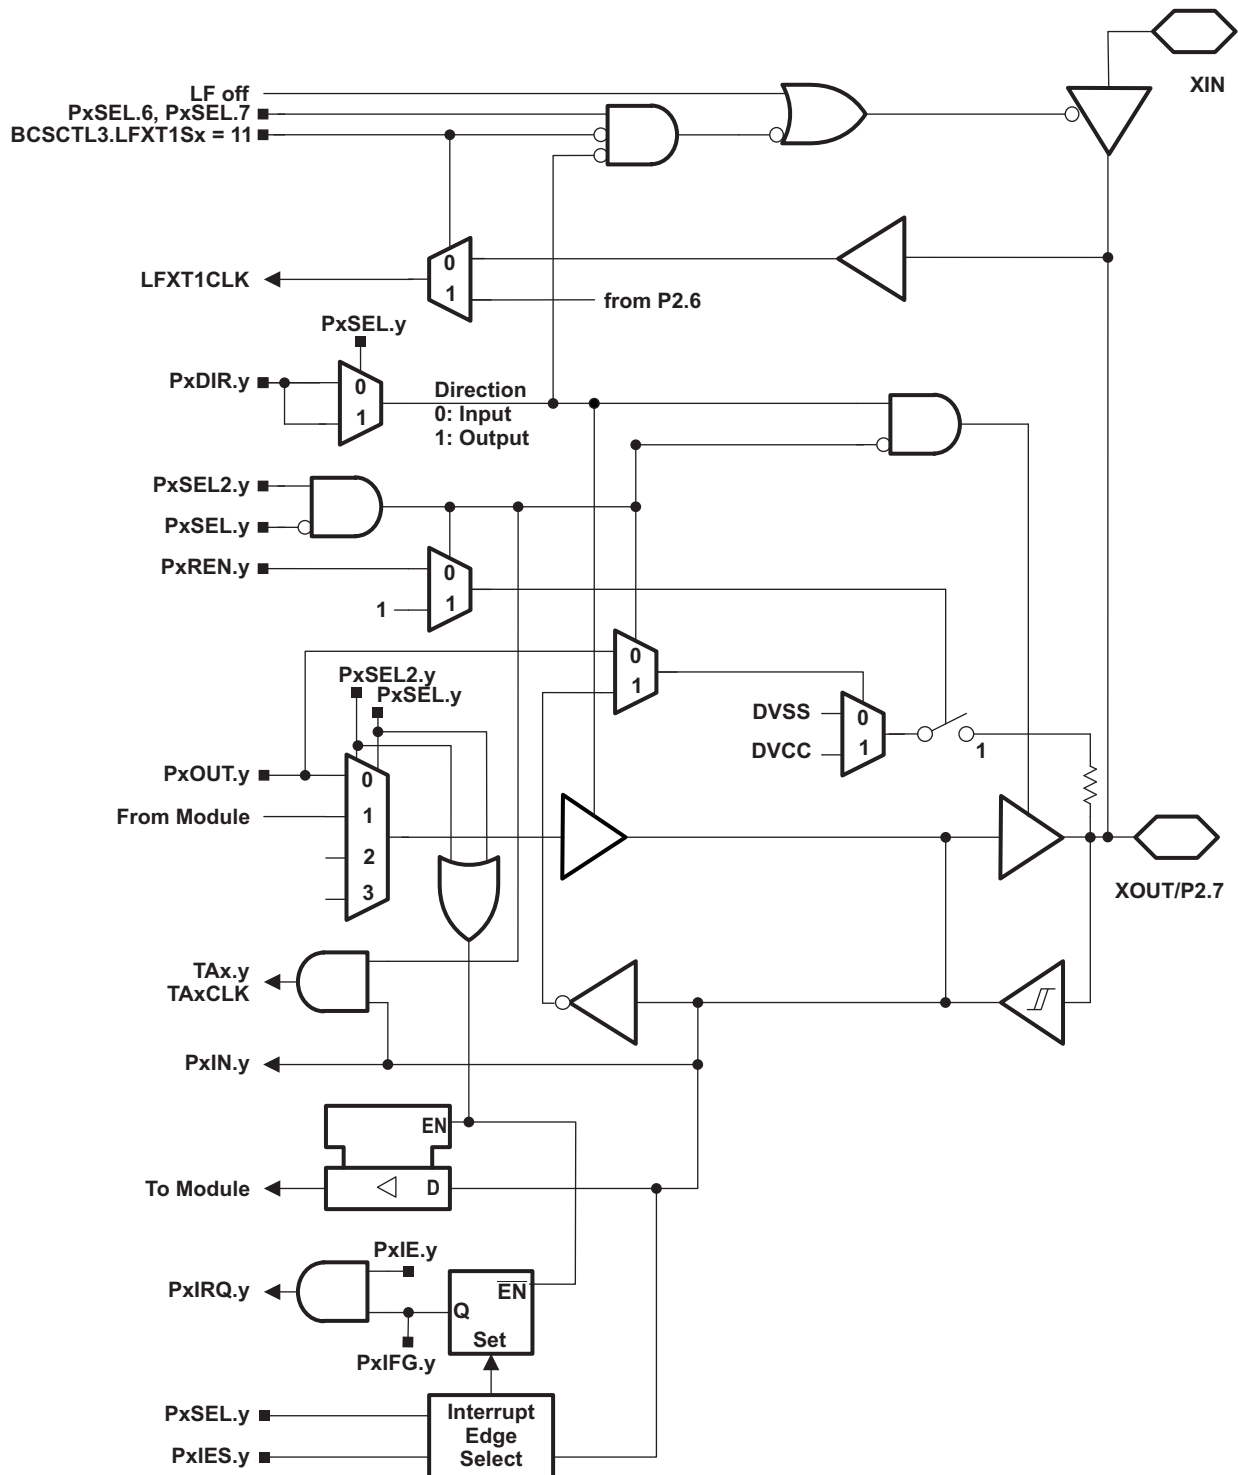 XIN
LF off
PxSEL.6, PxSEL.7
BCSCTL3.LFXT1Sx = 11
LFXT1CLK
0
1
from P2.6
PxSEL.y
PxDIR.y
0
1
Direction
0: Input
1: Output
PxSEL2.y
PxSEL.y
PxREN.y
0
1
1
0
1
PxSEL2.y
PxSEL.y
DVSS
DVCC
0
1
1
PxOUT.y
From Module
0
1
2
3
XOUT/P2.7
TAx.y
TAxCLK
PxIN.y
EN
To Module
D
PxIE.y
PxIRQ.y
EN
Q
Set
PxIFG.y
PxSEL.y
PxIES.y
Interrupt
Edge
Select